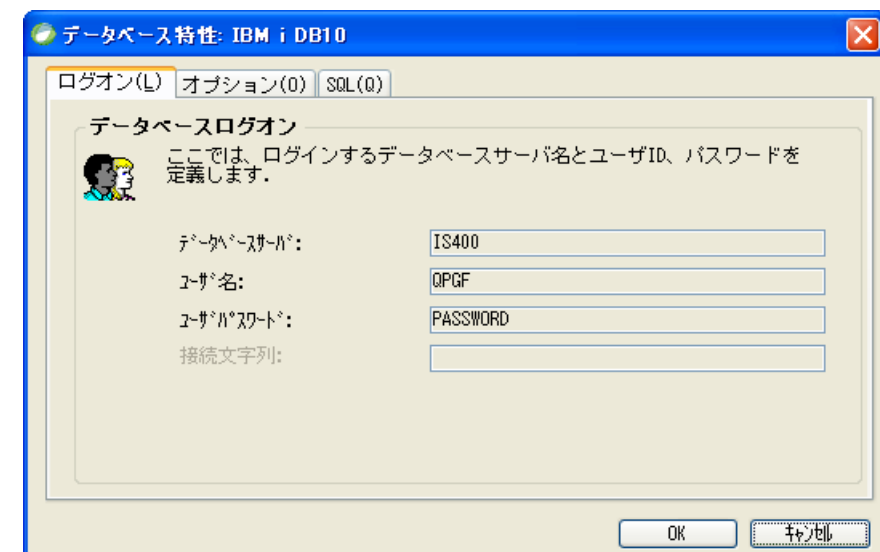 データベース特性: IBM i DB10
ログオン(L) オプション(O) SQL(Q)
データベースログオン
ここでは、ログインするデータベースサーバ名とユーザID、パスワードを
定義します.
ﾃﾞｰﾀﾍﾞｰｽｻｰﾊﾞ: IS400
ﾕｰｻﾞ名: QPGF
ﾕｰｻﾞﾊﾟｽﾜｰﾄﾞ: PASSWORD
接続文字列:
OK ｷｬﾝｾﾙ